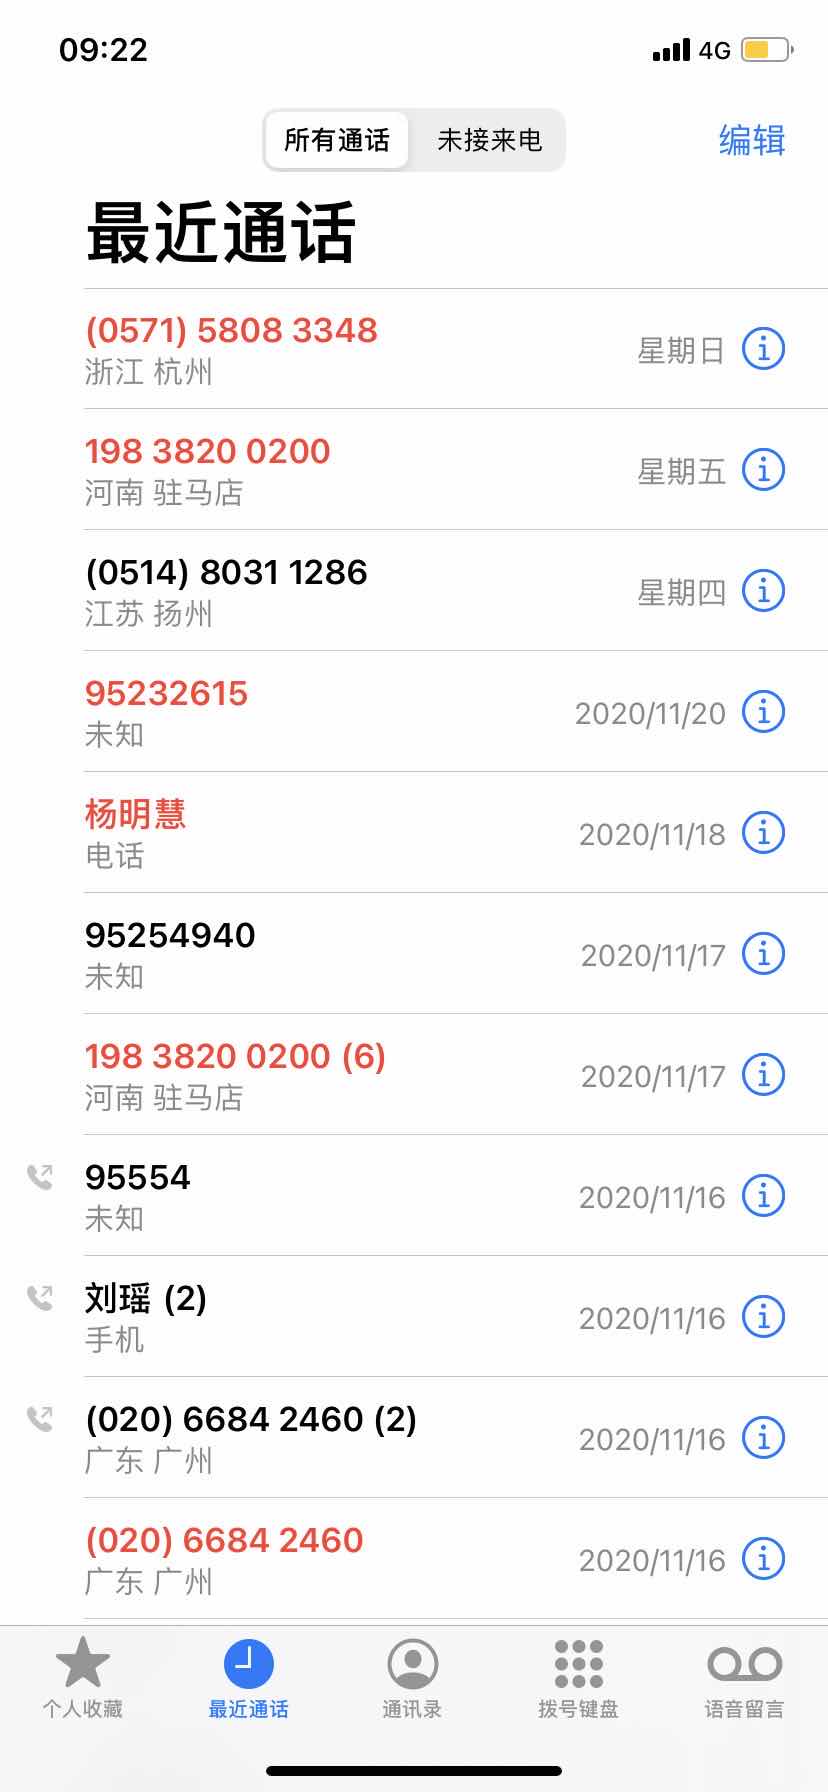 09:22
4G
所有通话 未接来电 编辑
最近通话
(0571) 5808 3348
浙江 杭州
星期日
198 3820 0200
河南 驻马店
星期五
(0514) 8031 1286
江苏 扬州
星期四
95232615
未知
2020/11/20
杨明慧
电话
2020/11/18
95254940
未知
2020/11/17
198 3820 0200 (6)
河南 驻马店
2020/11/17
95554
未知
2020/11/16
刘瑶 (2)
手机
2020/11/16
(020) 6684 2460 (2)
广东 广州
2020/11/16
(020) 6684 2460
广东 广州
2020/11/16
个人收藏 最近通话 通讯录 拨号键盘 语音留言